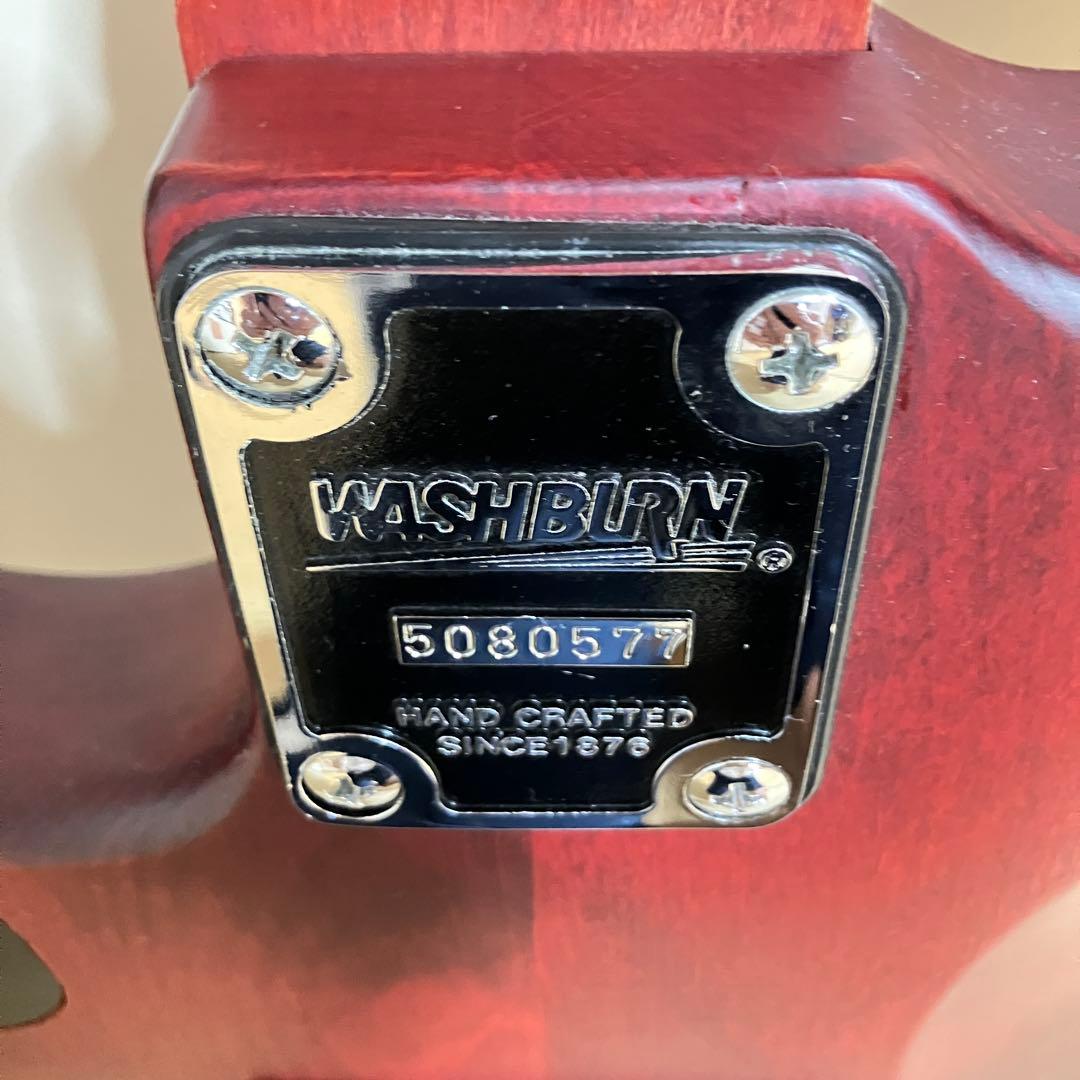 WASHBURN ®
5080577
HAND CRAFTED
SINCE1876